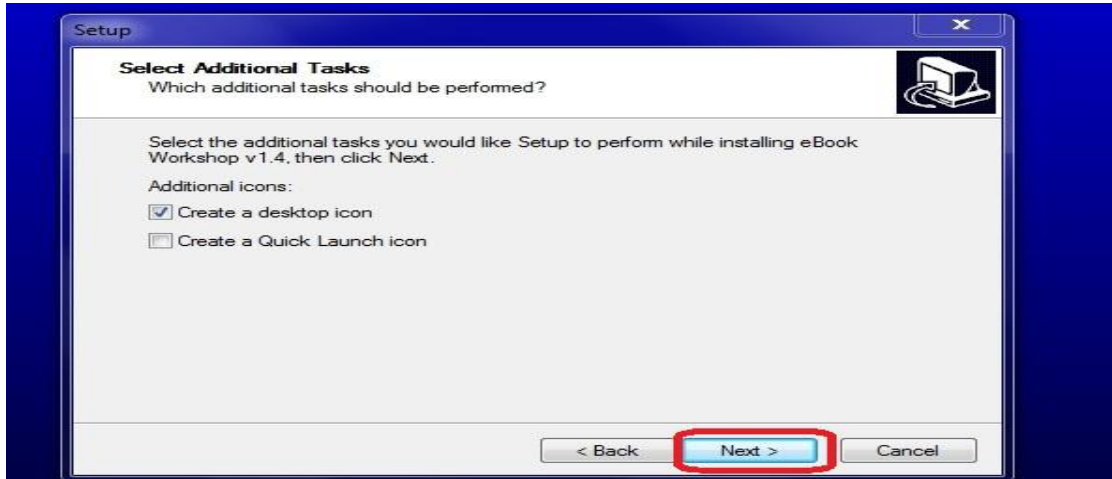 Setup
Select Additional Tasks
Which additional tasks should be performed?
Select the additional tasks you would like Setup to perform while installing eBook
Workshop v1.4, then click Next.
Additional icons:
Create a desktop icon
Create a Quick Launch icon
< Back Next > Cancel